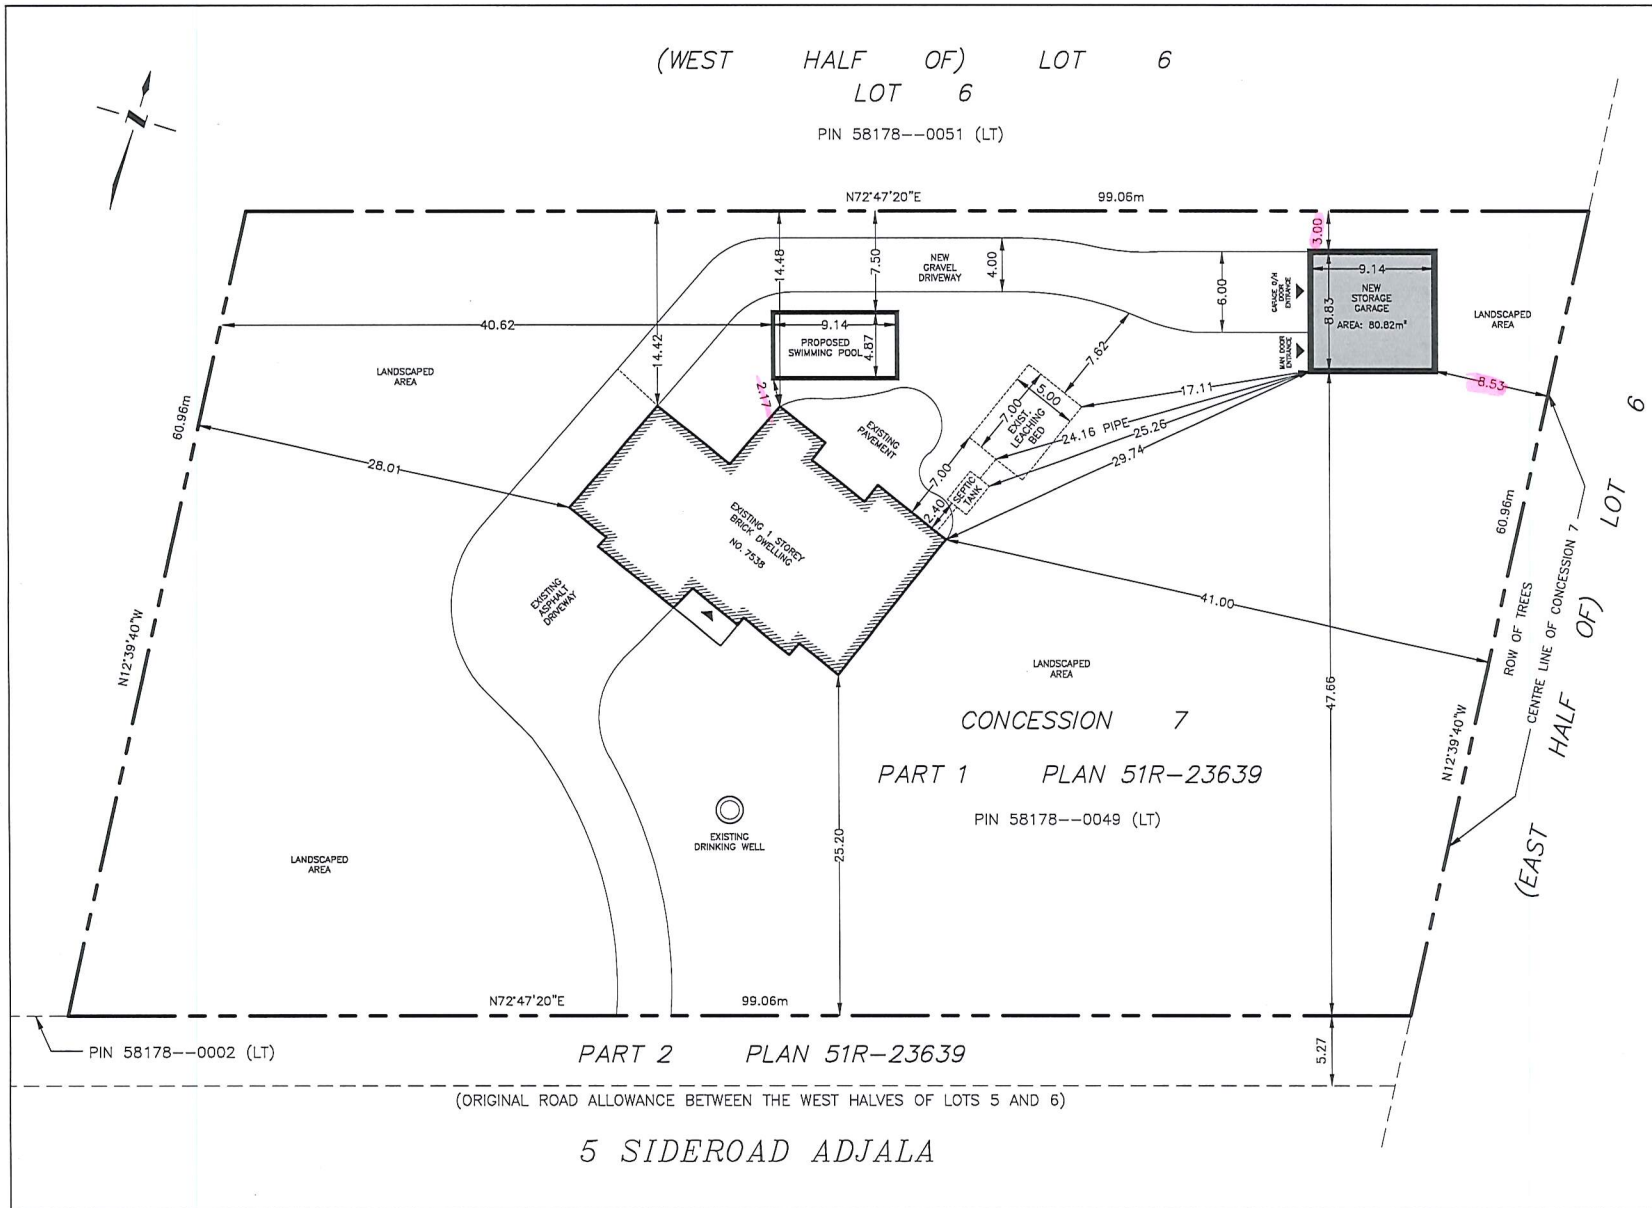 (WEST HALF OF) LOT 6
LOT 6
PIN 58178--0051 (LT)
N
N72°47'20"E
99.06m
3.00
14.48
7.50
NEW
GRAVEL
DRIVEWAY
4.00
6.00
GARAGE O/H
DOOR
ENTRANCE
MAN DOOR
ENTRANCE
9.14
8.83
NEW
STORAGE
GARAGE
AREA: 80.82m²
LANDSCAPED
AREA
40.62
9.14
4.87
PROPOSED
SWIMMING POOL
14.42
7.62
LANDSCAPED
AREA
2.17
5.00
7.00
EXIST.
LEACHING
BED
17.11
8.53
24.16 PIPE
25.26
29.74
60.96m
EXISTING
PAVEMENT
28.01
7.00
SEPTIC
TANK
2.40
EXISTING 1 STOREY
BRICK DWELLING
NO. 7538
60.96m
EXISTING
ASPHALT
DRIVEWAY
41.00
N12°39'40"W
LANDSCAPED
AREA
47.66
ROW OF TREES
CENTRE LINE OF CONCESSION 7
(EAST HALF OF) LOT 6
N12°39'40"W
CONCESSION 7
PART 1 PLAN 51R-23639
PIN 58178--0049 (LT)
EXISTING
DRINKING WELL
25.20
LANDSCAPED
AREA
N72°47'20"E
99.06m
PIN 58178--0002 (LT)
PART 2 PLAN 51R-23639
5.27
(ORIGINAL ROAD ALLOWANCE BETWEEN THE WEST HALVES OF LOTS 5 AND 6)
5 SIDEROAD ADJALA